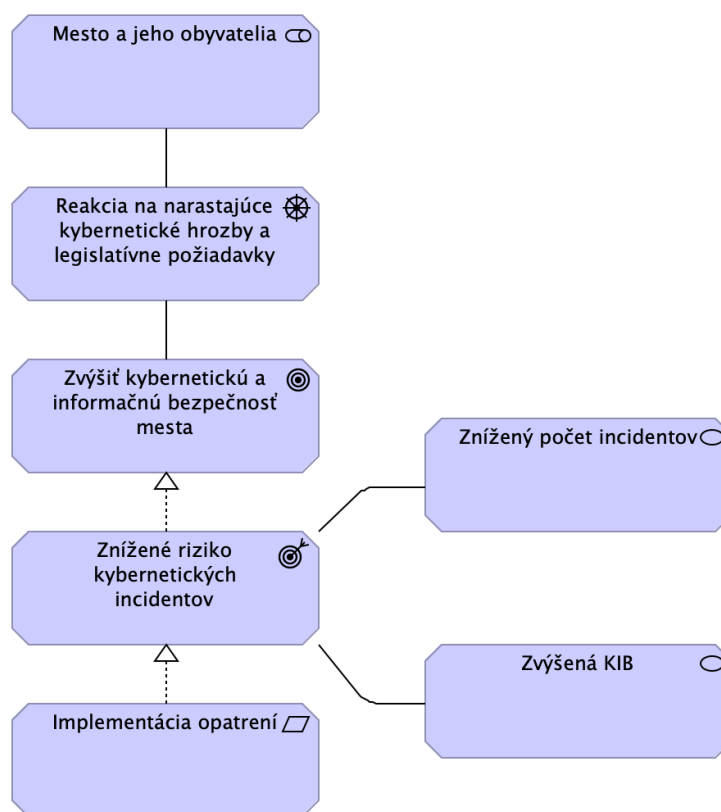 Mesto a jeho obyvatelia
Reakcia na narastajúce
kybernetické hrozby a
legislatívne požiadavky
Zvýšiť kybernetickú a
informačnú bezpečnosť
mesta
Znížený počet incidentov
Znížené riziko
kybernetických
incidentov
Zvýšená KIB
Implementácia opatrení